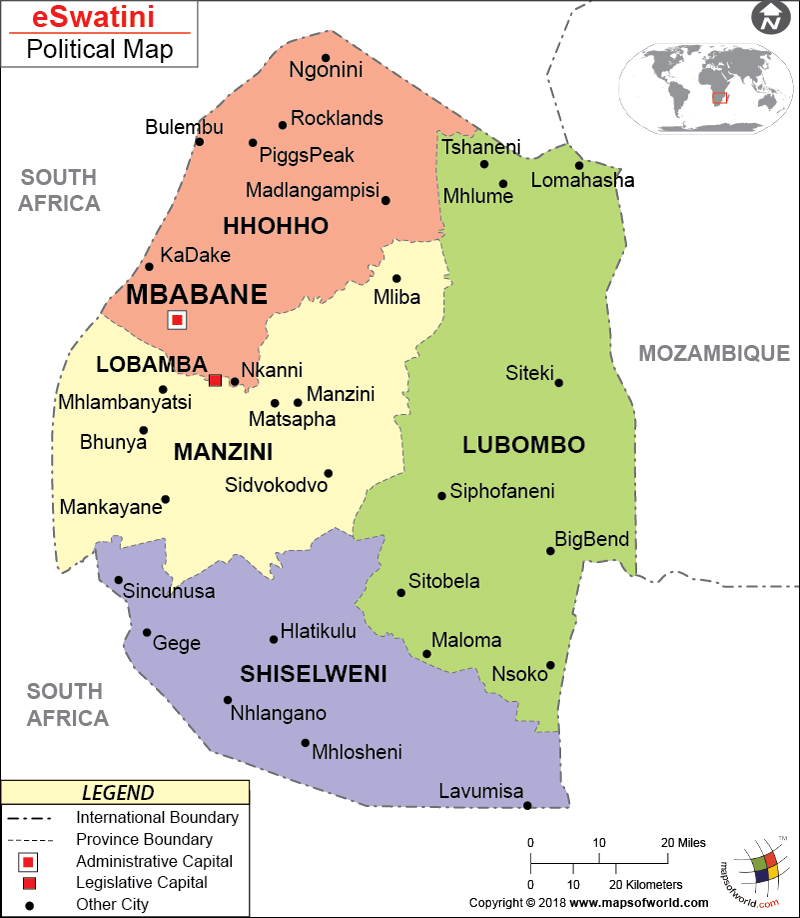 eSwatini
Political Map
N
Ngonini
Rocklands
Bulembu
PiggsPeak
Tshaneni
Lomahasha
Mhlume
SOUTH
AFRICA
Madlangampisi
HHOHHO
KaDake
MBABANE
Mliba
MOZAMBIQUE
LOBAMBA
Nkanni
Siteki
Mhlambanyatsi
Manzini
Matsapha
Bhunya
MANZINI
LUBOMBO
Sidvokodvo
Siphofaneni
Mankayane
BigBend
Sitobela
Sincunusa
Hlatikulu
Gege
Maloma
SHISELWENI
Nsoko
SOUTH
AFRICA
Nhlangano
Mhlosheni
Lavumisa
LEGEND
International Boundary
Province Boundary
Administrative Capital
Legislative Capital
Other City
0 10 20 Miles
0 10 20 Kilometers
Copyright © 2018 www.mapsofworld.com
TM
mapsofworld.com